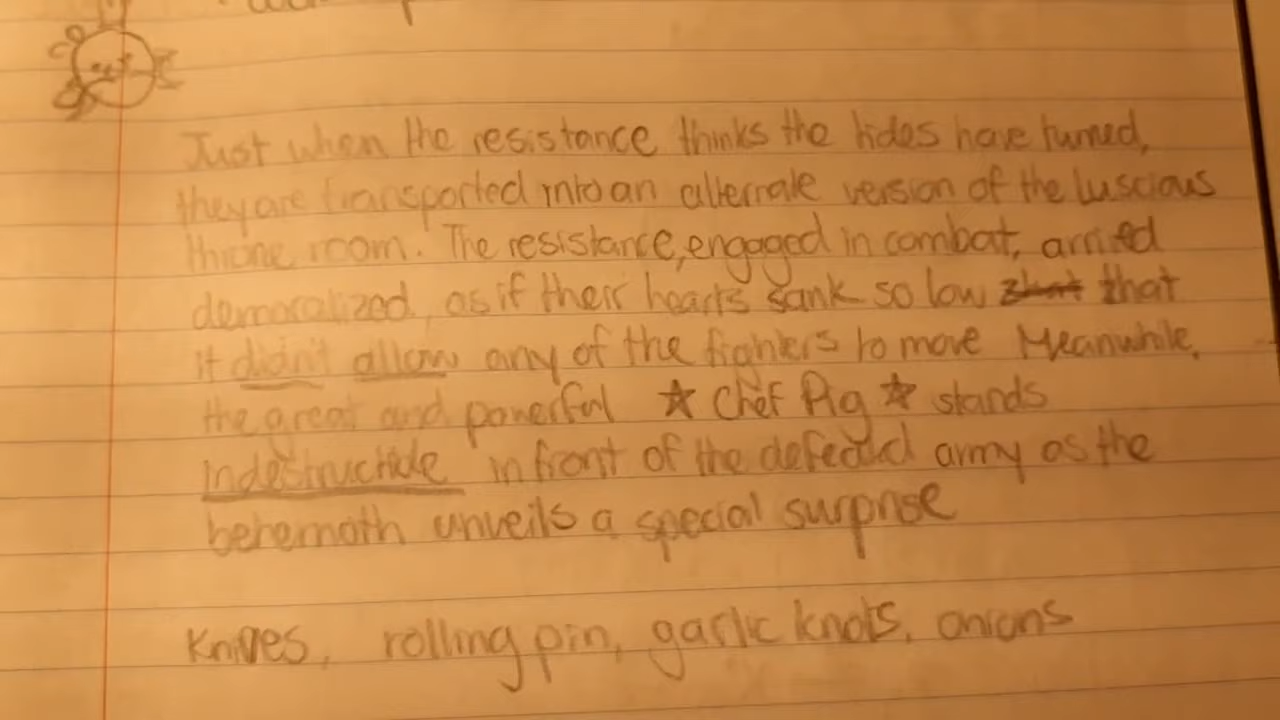 Just when the resistance thinks the tides have turned,
they are transported into an alternate version of the luscious
throne room. The resistance, engaged in combat, arrived
demoralized, as if their hearts sank so low that
it didn't allow any of the fighters to move Meanwhile,
the great and powerful ☆ Chef Pig ☆ stands
indestructible in front of the defeated army as the
behemoth unveils a special surprise
Knives, rolling pin, garlic knots, onions